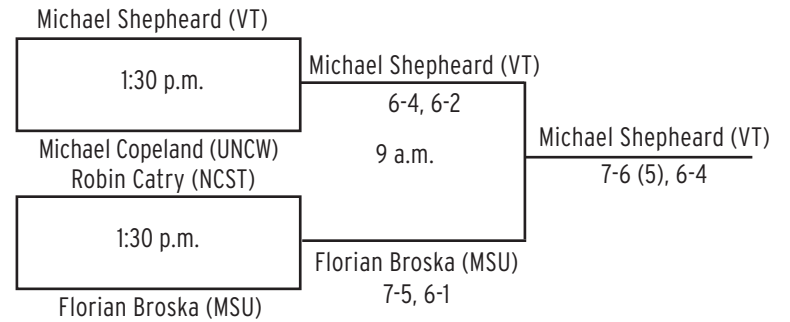 Michael Shepheard (VT)
1:30 p.m.
Michael Copeland (UNCW)
Robin Catry (NCST)
1:30 p.m.
Florian Broska (MSU)
Michael Shepheard (VT)
6-4, 6-2
9 a.m.
Florian Broska (MSU)
7-5, 6-1
Michael Shepheard (VT)
7-6 (5), 6-4